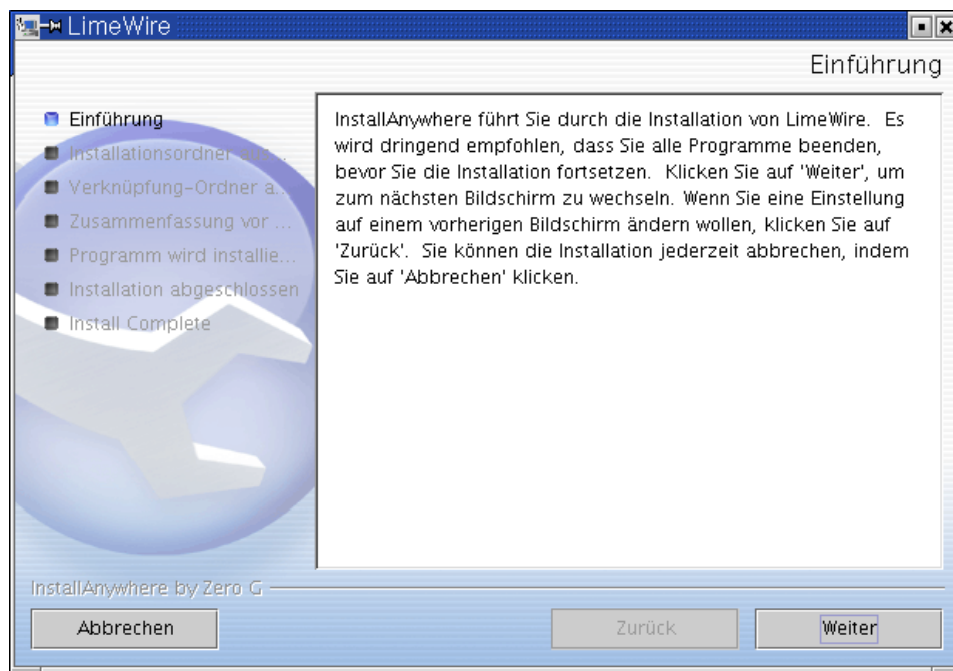 LimeWire
Einführung
Einführung
Installationsordner
Verknüpfung-Ordner a...
Zusammenfassung vor ...
Programm wird installie...
Installation abgeschlossen
Install Complete
InstallAnywhere führt Sie durch die Installation von LimeWire.  Es
wird dringend empfohlen, dass Sie alle Programme beenden,
bevor Sie die Installation fortsetzen.  Klicken Sie auf 'Weiter', um
zum nächsten Bildschirm zu wechseln. Wenn Sie eine Einstellung
auf einem vorherigen Bildschirm ändern wollen, klicken Sie auf
'Zurück'.  Sie können die Installation jederzeit abbrechen, indem
Sie auf 'Abbrechen' klicken.
InstallAnywhere by Zero G
Abbrechen
Zurück
Weiter